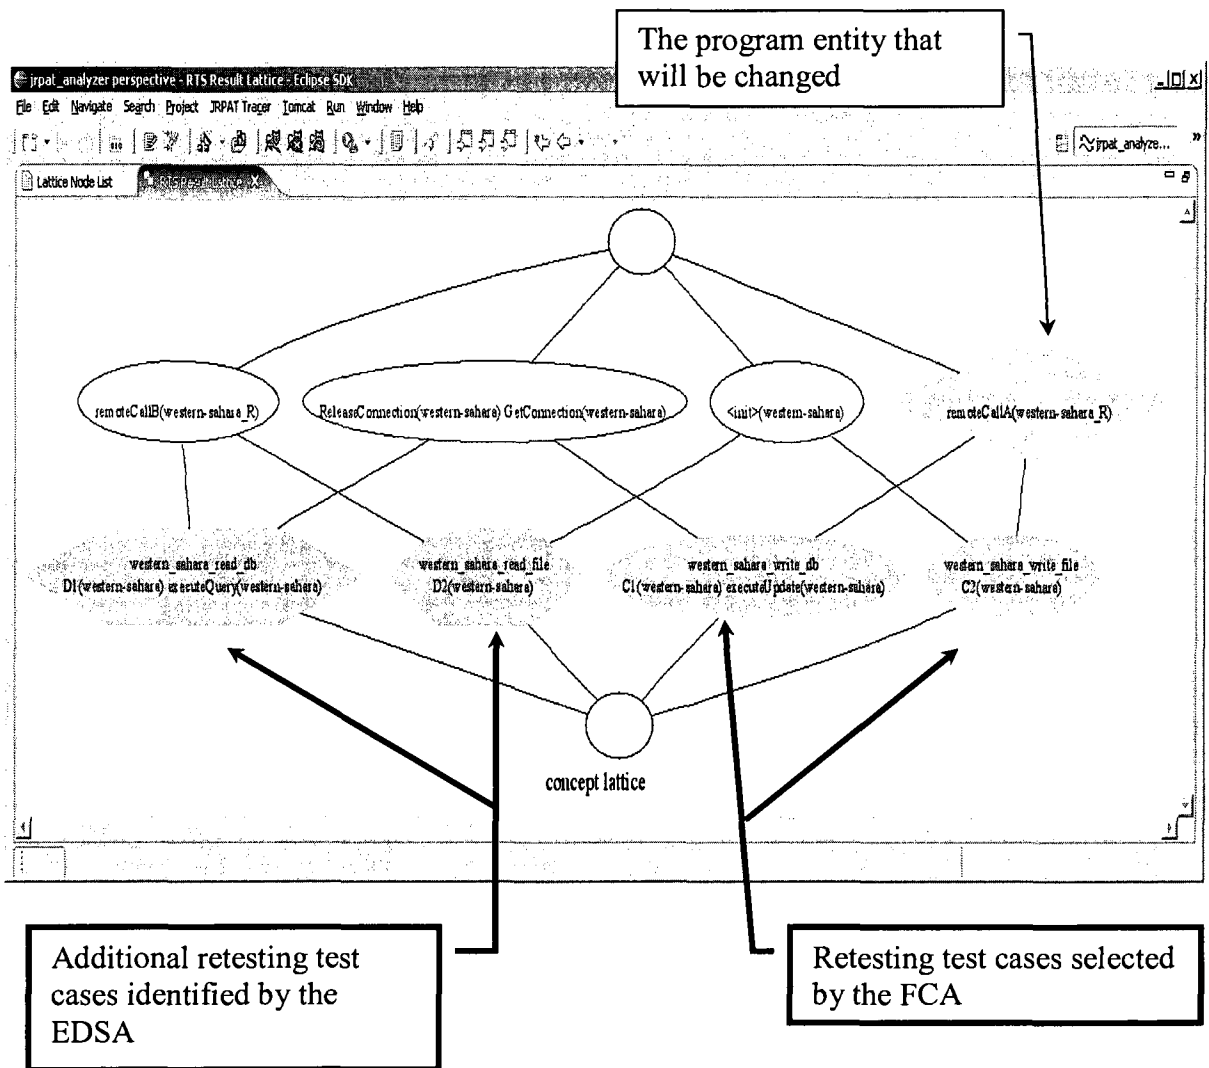 The program entity that
will be changed
jrpat_analyzer perspective - RTS Result Lattice - Eclipse SDK
File Edit Navigate Search Project JRPAT Tracer Tomcat Run Window Help
jrpat_analyze...
Lattice Node List
remoteCallB(western-sahara_R)
ReleaseConnection(western-sahara) GetConnection(western-sahara)
<init>(western-sahara)
remoteCallA(western-sahara_R)
western_sahara_read_db
D1(western-sahara) executeQuery(western-sahara)
western_sahara_read_file
D2(western-sahara)
western_sahara_write_db
C1(western-sahara) executeUpdate(western-sahara)
western_sahara_write_file
C2(western-sahara)
concept lattice
Additional retesting test
cases identified by the
EDSA
Retesting test cases selected
by the FCA